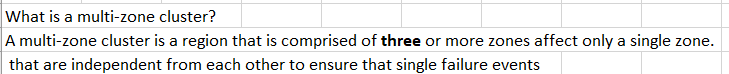 What is a multi-zone cluster?
A multi-zone cluster is a region that is comprised of three or more zones affect only a single zone.
that are independent from each other to ensure that single failure events